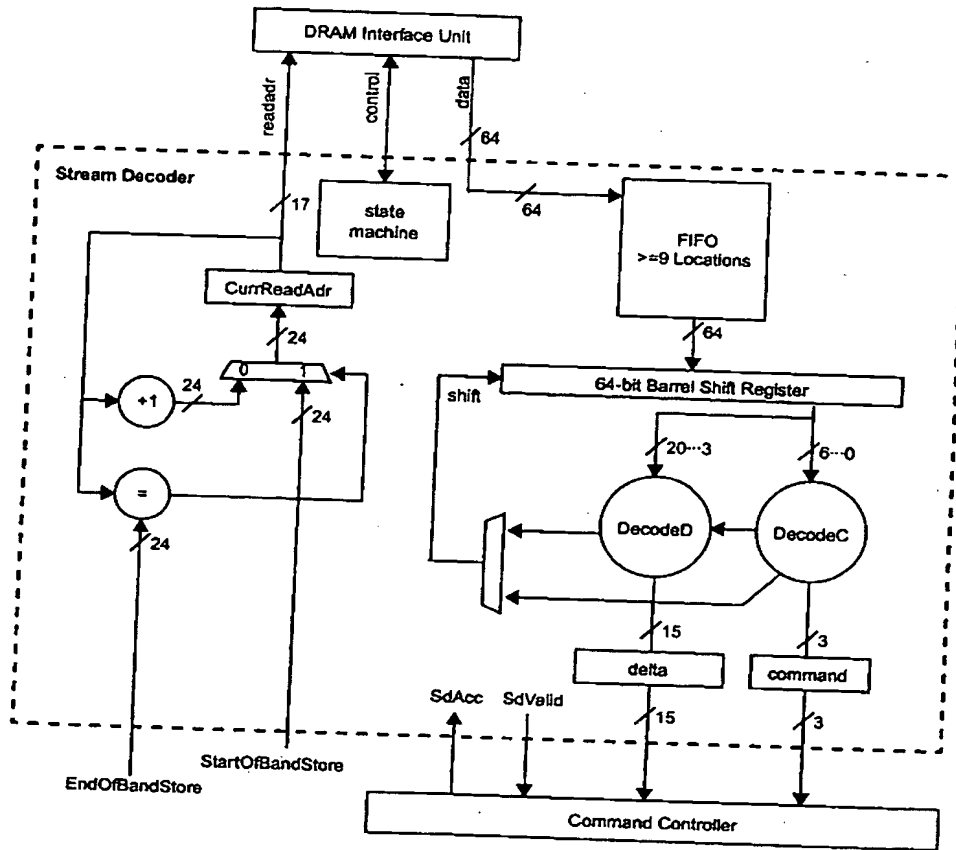 DRAM Interface Unit
readadr
control
data
64
Stream Decoder
17
state
machine
64
FIFO
>=9 Locations
CurrReadAdr
24
64
0 1
64-bit Barrel Shift Register
shift
+1
24
24
20···3
6···0
=
24
DecodeD
DecodeC
15
3
delta
command
SdAcc
SdValid
15
3
StartOfBandStore
EndOfBandStore
Command Controller